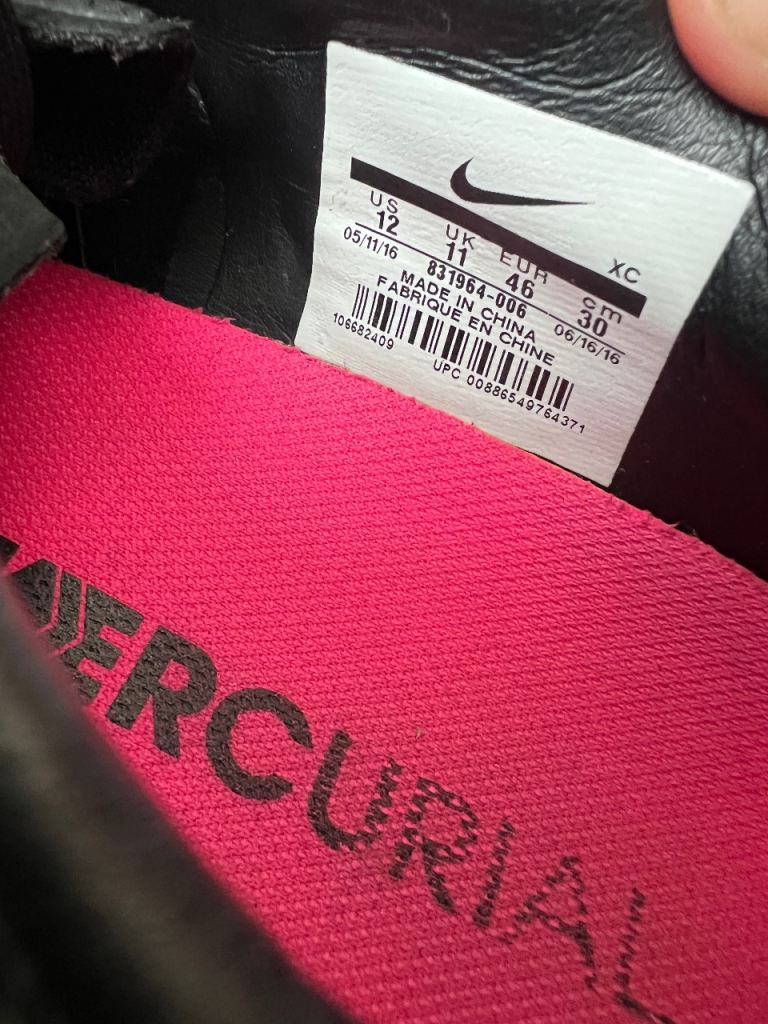 XC
US UK EUR cm
12 11 46 30
05/11/16 831964-006 06/16/16
MADE IN CHINA
FABRIQUE EN CHINE
106682409
UPC 00886549764371
MERCURIAL